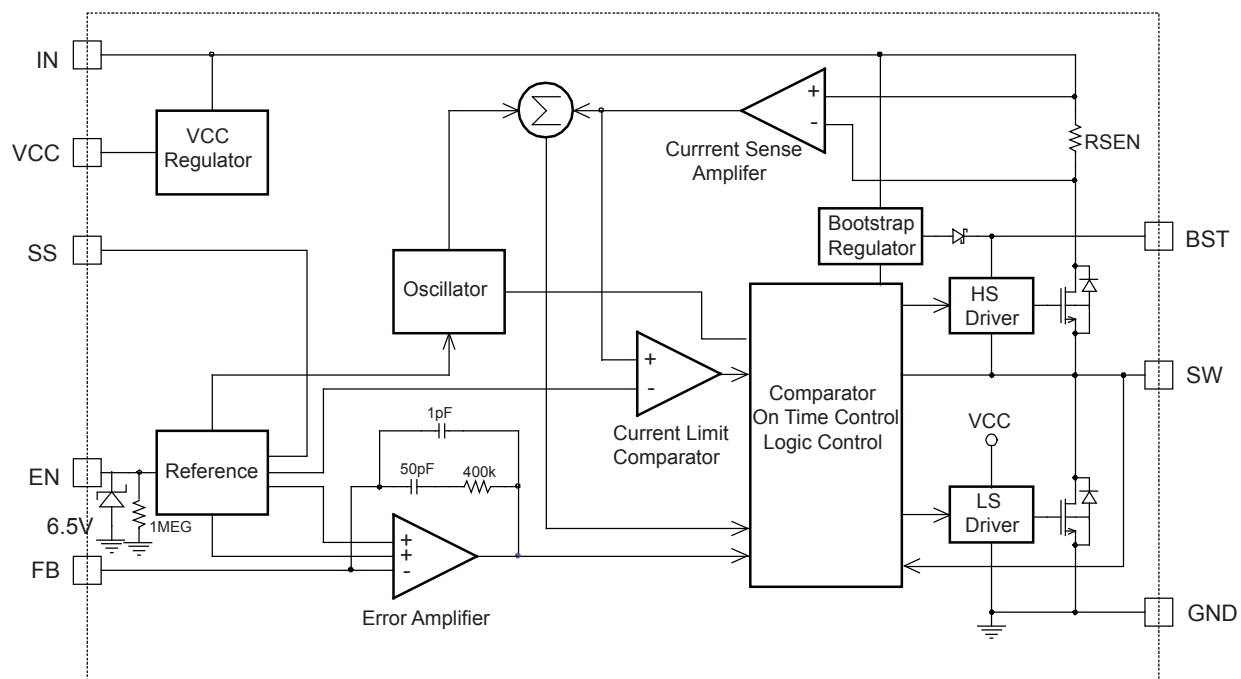 IN
VCC
SS
EN
FB
VCC
Regulator
+
-
Currrent Sense
Amplifer
RSEN
Bootstrap
Regulator
BST
Oscillator
HS
Driver
+
-
Current Limit
Comparator
Comparator
On Time Control
Logic Control
SW
VCC
1pF
50pF
400k
Reference
6.5V
1MEG
LS
Driver
+
+
-
Error Amplifier
GND
Σ